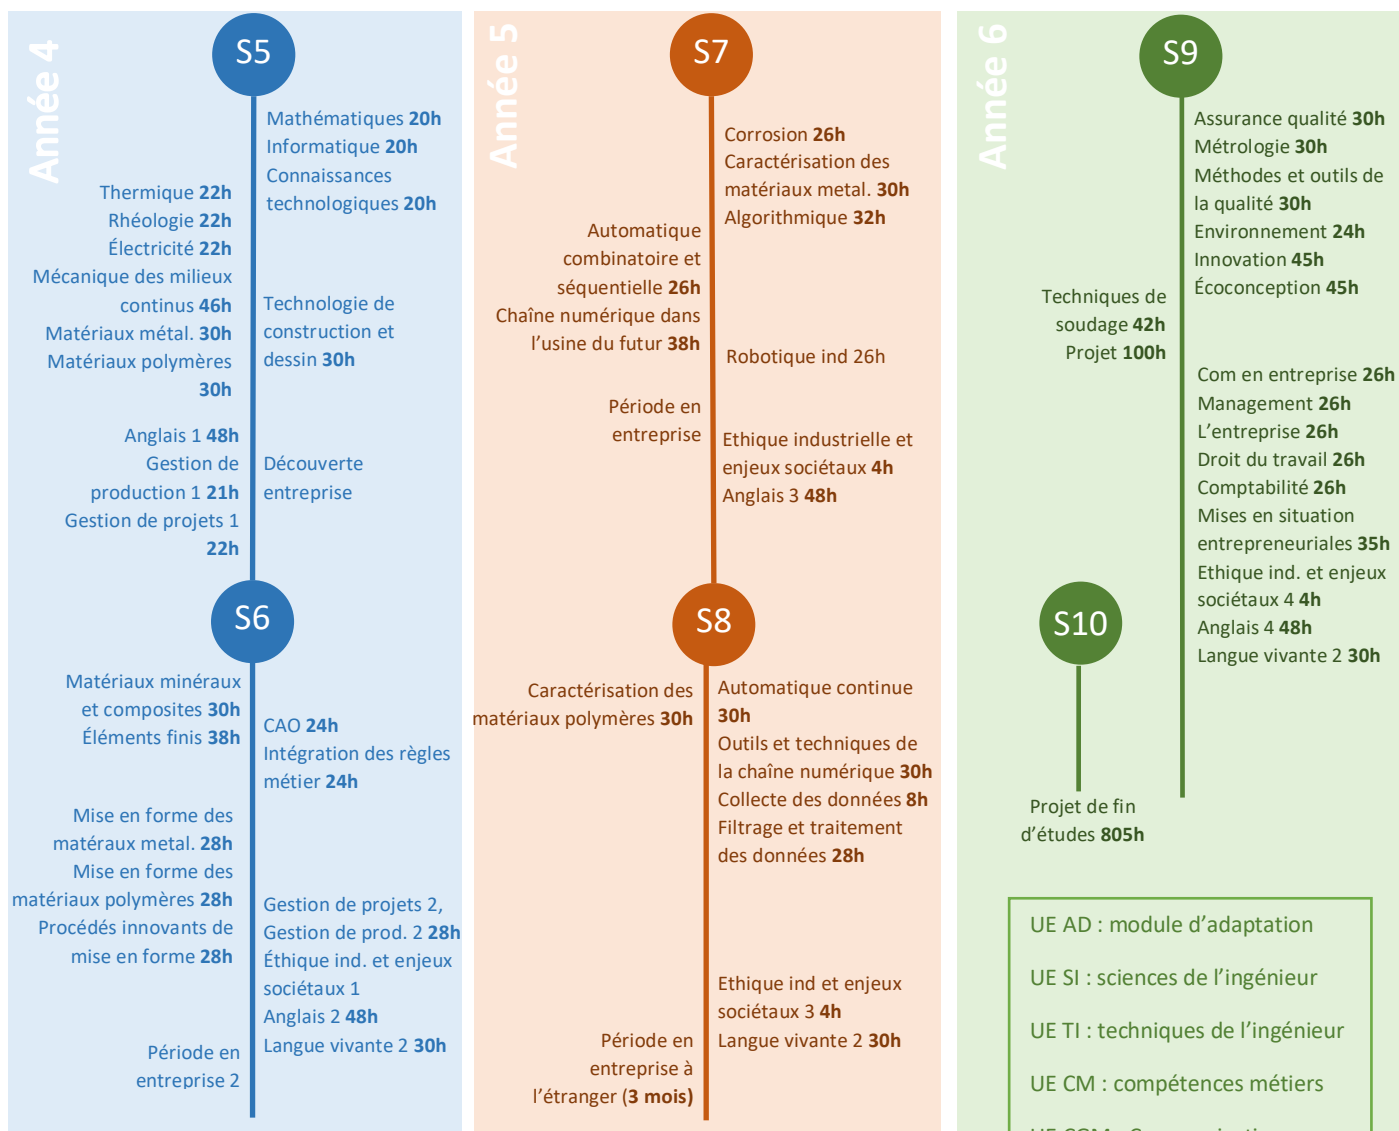 Année 4
S5
Mathématiques 20h
Informatique 20h
Connaissances
technologiques 20h
Thermique 22h
Rhéologie 22h
Électricité 22h
Mécanique des milieux
continus 46h
Matériaux métal. 30h
Matériaux polymères
30h
Technologie de
construction et
dessin 30h
Anglais 1 48h
Gestion de
production 1 21h
Gestion de projets 1
22h
Découverte
entreprise
S6
Matériaux minéraux
et composites 30h
Éléments finis 38h
CAO 24h
Intégration des règles
métier 24h
Mise en forme des
matéraux metal. 28h
Mise en forme des
matériaux polymères 28h
Procédés innovants de
mise en forme 28h
Gestion de projets 2,
Gestion de prod. 2 28h
Éthique ind. et enjeux
sociétaux 1
Anglais 2 48h
Langue vivante 2 30h
Période en
entreprise 2
Année 5
S7
Corrosion 26h
Caractérisation des
matériaux metal. 30h
Algorithmique 32h
Automatique
combinatoire et
séquentielle 26h
Chaîne numérique dans
l'usine du futur 38h
Robotique ind 26h
Période en
entreprise
Ethique industrielle et
enjeux sociétaux 4h
Anglais 3 48h
S8
Caractérisation des
matériaux polymères 30h
Automatique continue
30h
Outils et techniques de
la chaîne numérique 30h
Collecte des données 8h
Filtrage et traitement
des données 28h
Ethique ind et enjeux
sociétaux 3 4h
Langue vivante 2 30h
Période en
entreprise à
l'étranger (3 mois)
Année 6
S9
Assurance qualité 30h
Métrologie 30h
Méthodes et outils de
la qualité 30h
Environnement 24h
Innovation 45h
Écoconception 45h
Techniques de
soudage 42h
Projet 100h
Com en entreprise 26h
Management 26h
L'entreprise 26h
Droit du travail 26h
Comptabilité 26h
Mises en situation
entrepreneuriales 35h
Ethique ind. et enjeux
sociétaux 4 4h
Anglais 4 48h
Langue vivante 2 30h
S10
Projet de fin
d'études 805h
UE AD : module d'adaptation
UE SI : sciences de l'ingénieur
UE TI : techniques de l'ingénieur
UE CM : compétences métiers